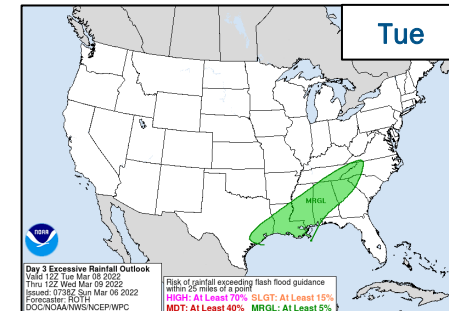 Tue
MRGL
NOAA
Day 3 Excessive Rainfall Outlook
Valid 12Z Tue Mar 08 2022
Thru 12Z Wed Mar 09 2022
Issued: 0738Z Sun Mar 06 2022
Forecaster: ROTH
DOC/NOAA/NWS/NCEP/WPC
Risk of rainfall exceeding flash flood guidance
within 25 miles of a point
HIGH: At Least 70% SLGT: At Least 15%
MDT: At Least 40% MRGL: At Least 5%